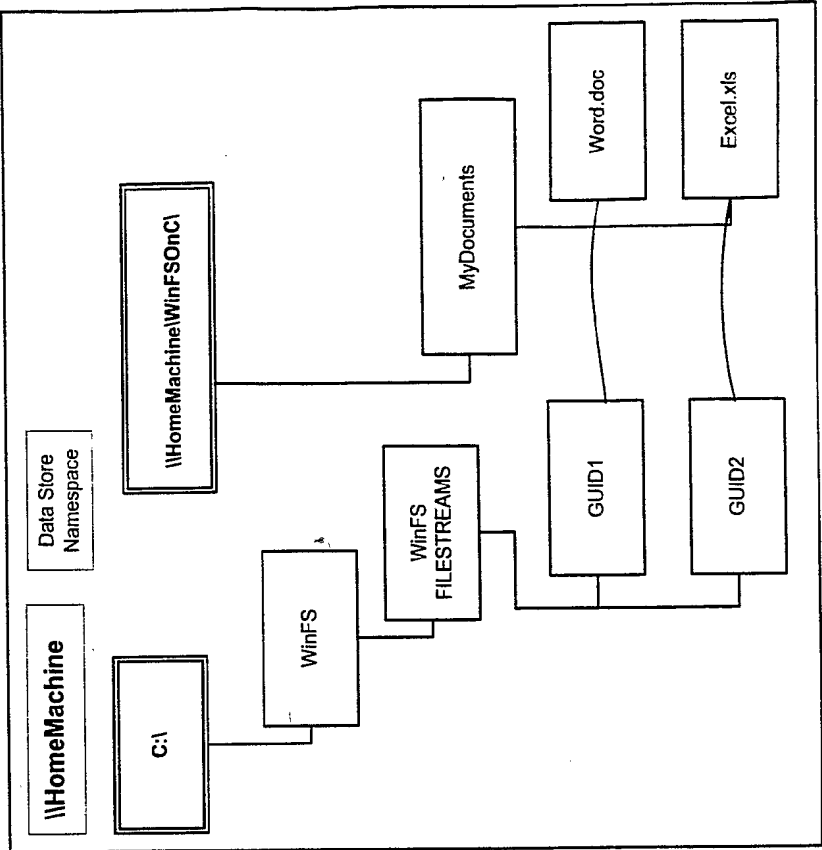 \\HomeMachine
Data Store
Namespace
C:\
\\HomeMachine\WinFSOnC\
WinFS
WinFS
FILESTREAMS
MyDocuments
GUID1
Word.doc
GUID2
Excel.xls